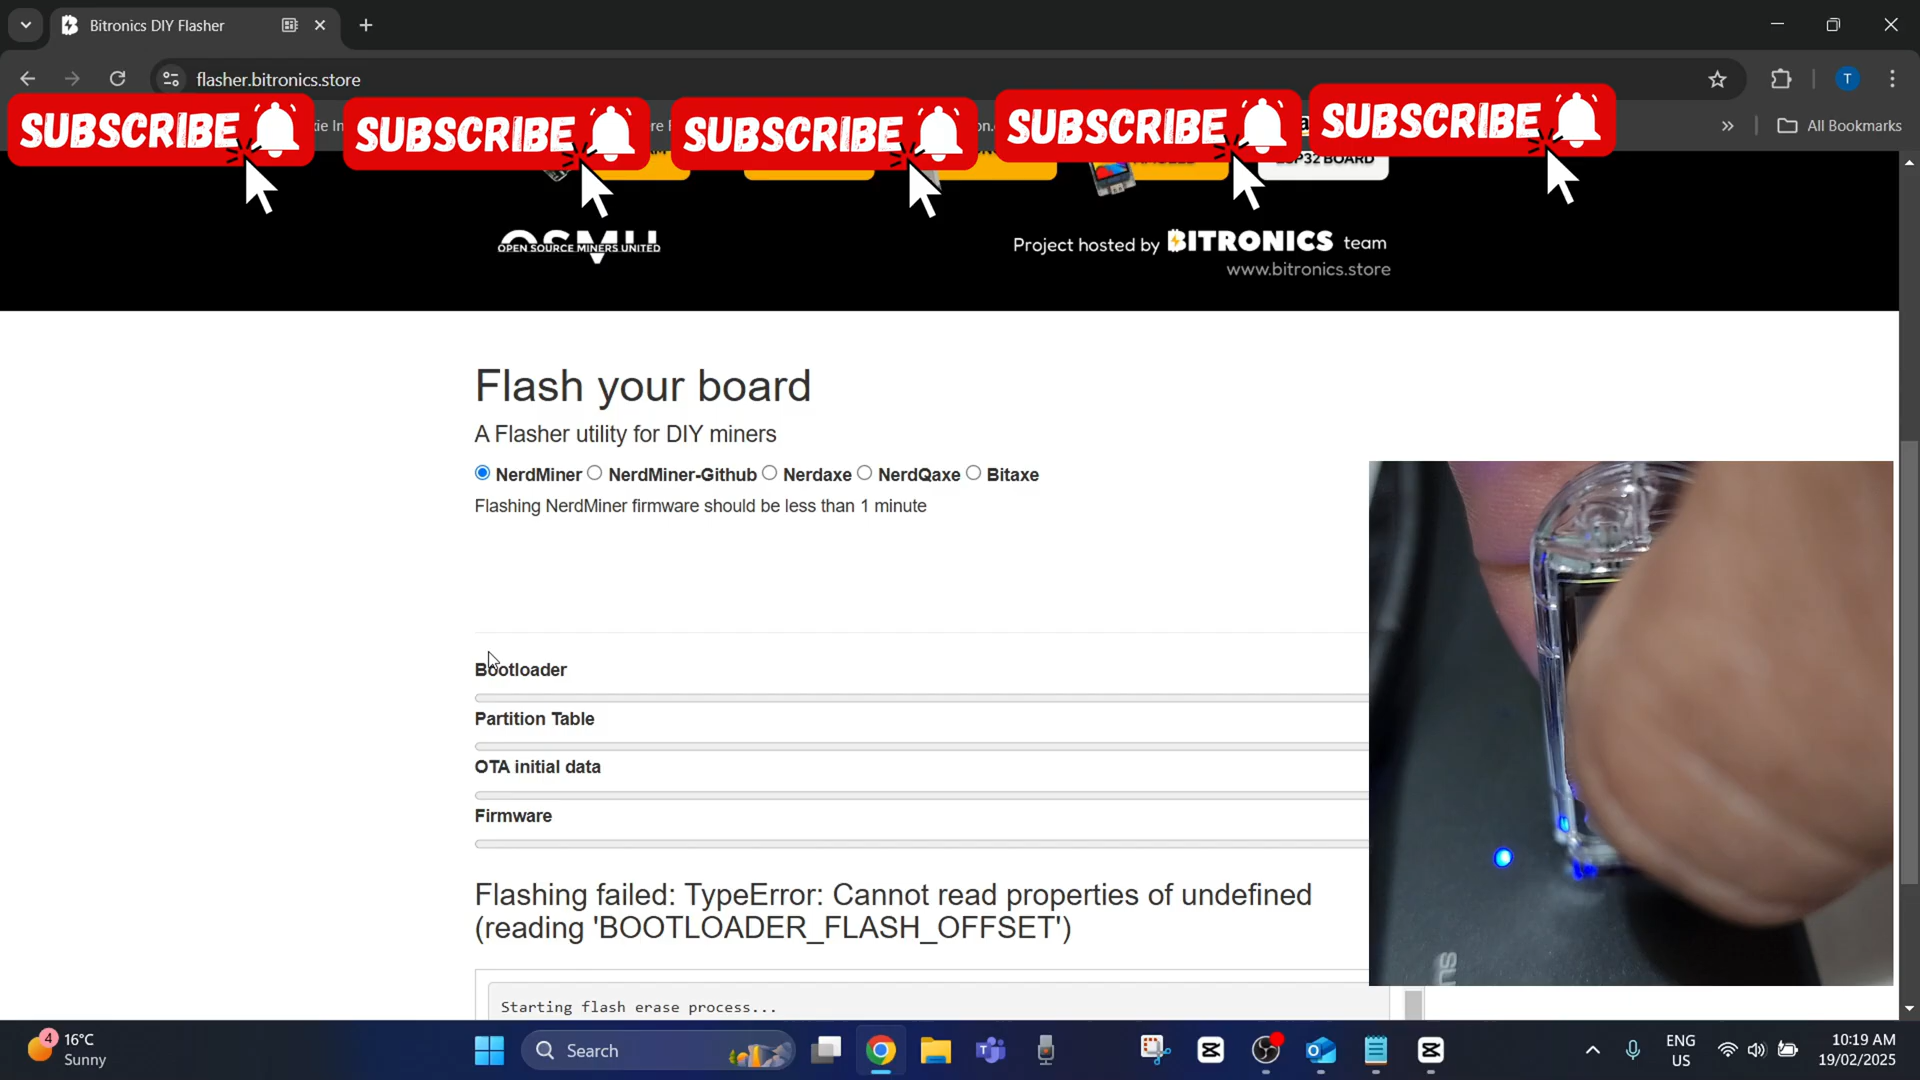 Bitronics DIY Flasher
flasher.bitronics.store
SUBSCRIBE
SUBSCRIBE
SUBSCRIBE
SUBSCRIBE
SUBSCRIBE
All Bookmarks
ESP32 BOARD
OPEN SOURCE MINERS UNITED
Project hosted by BITRONICS team
www.bitronics.store
Flash your board
A Flasher utility for DIY miners
NerdMiner NerdMiner-Github Nerdaxe NerdQaxe Bitaxe
Flashing NerdMiner firmware should be less than 1 minute
Bootloader
Partition Table
OTA initial data
Firmware
Flashing failed: TypeError: Cannot read properties of undefined
(reading 'BOOTLOADER_FLASH_OFFSET')
Starting flash erase process...
4
16°C
Sunny
Search
ENG
US
10:19 AM
19/02/2025
T